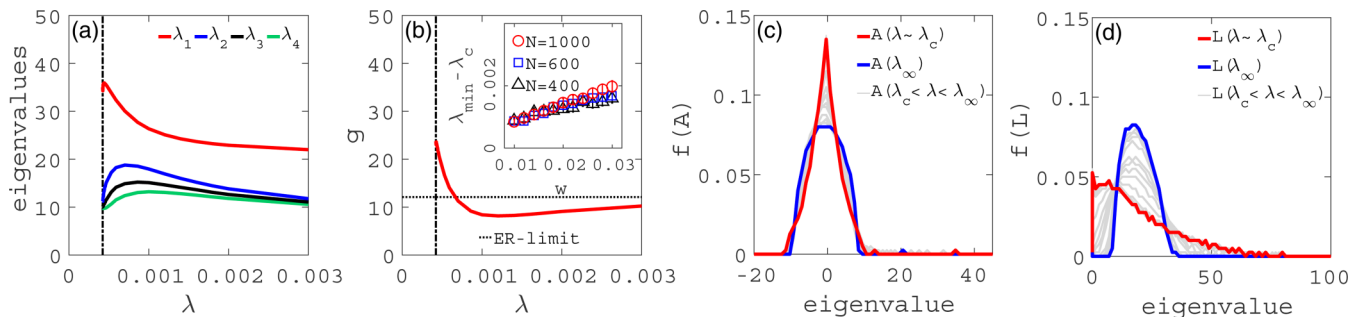 (a)
λ₁ λ₂ λ₃ λ₄
eigenvalues
50
40
30
20
10
0
0 0.001 0.002 0.003
λ
(b)
g
50
40
30
20
10
0
0 0.001 0.002 0.003
λ
ER-limit
N=1000
N=600
N=400
λmin-λc
0.002
0
0.01 0.02 0.03
w
(c)
A(λ~λc)
A(λ∞)
A(λc<λ<λ∞)
f(A)
0.15
0.1
0.05
0
-20 0 20 40
eigenvalue
(d)
L(λ~λc)
L(λ∞)
L(λc<λ<λ∞)
f(L)
0.15
0.1
0.05
0
0 50 100
eigenvalue